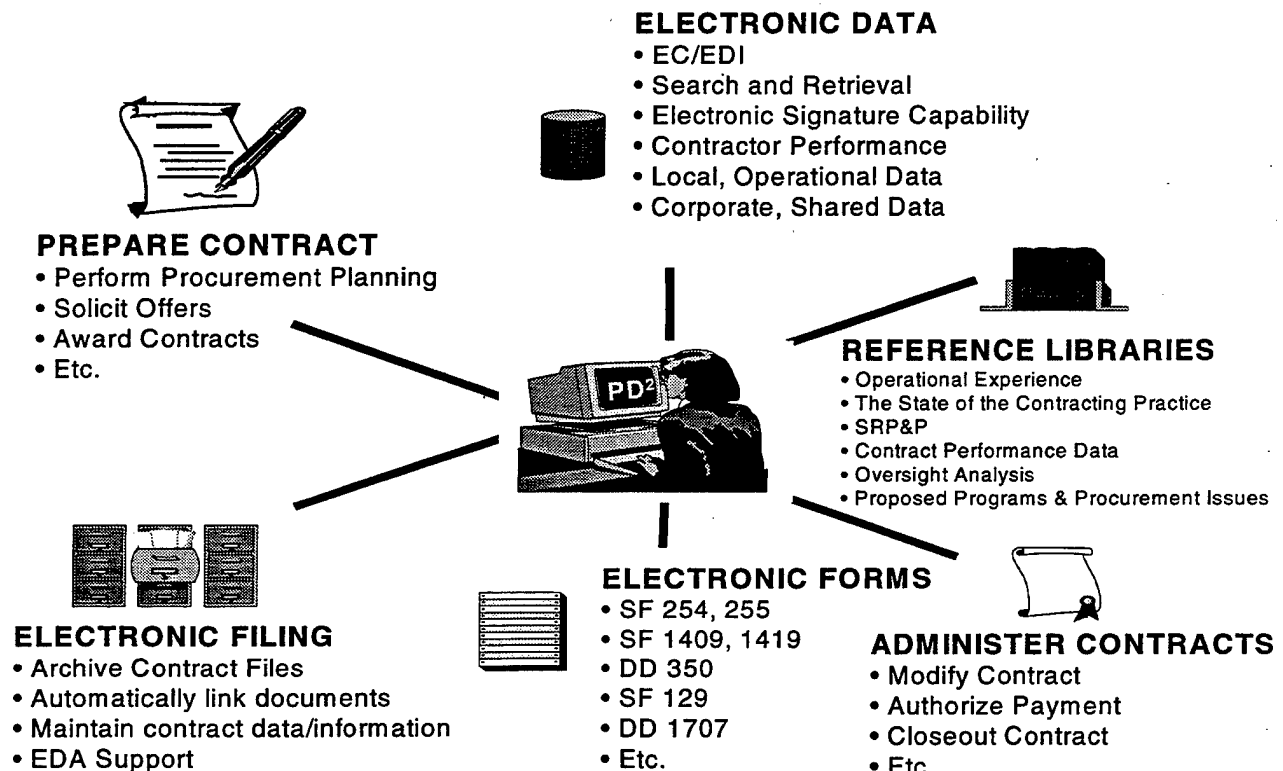 ELECTRONIC DATA
• EC/EDI
• Search and Retrieval
• Electronic Signature Capability
• Contractor Performance
• Local, Operational Data
• Corporate, Shared Data
PREPARE CONTRACT
• Perform Procurement Planning
• Solicit Offers
• Award Contracts
• Etc.
PD²
REFERENCE LIBRARIES
• Operational Experience
• The State of the Contracting Practice
• SRP&P
• Contract Performance Data
• Oversight Analysis
• Proposed Programs & Procurement Issues
ELECTRONIC FILING
• Archive Contract Files
• Automatically link documents
• Maintain contract data/information
• EDA Support
ELECTRONIC FORMS
• SF 254, 255
• SF 1409, 1419
• DD 350
• SF 129
• DD 1707
• Etc.
ADMINISTER CONTRACTS
• Modify Contract
• Authorize Payment
• Closeout Contract
• Etc